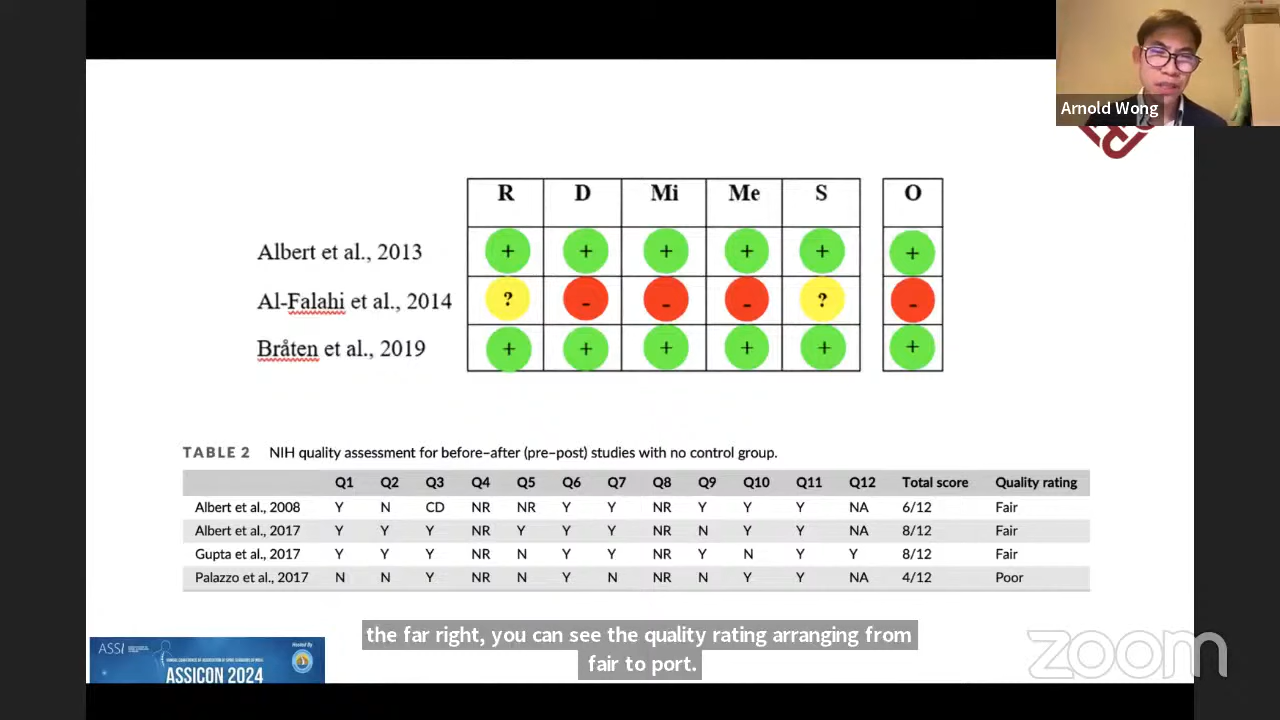 Arnold Wong
R D Mi Me S O
Albert et al., 2013 + + + + + +
Al-Falahi et al., 2014 ? - - - ? -
Bråten et al., 2019 + + + + + +
TABLE 2 NIH quality assessment for before–after (pre–post) studies with no control group.
Q1 Q2 Q3 Q4 Q5 Q6 Q7 Q8 Q9 Q10 Q11 Q12 Total score Quality rating
Albert et al., 2008 Y N CD NR NR Y Y NR Y Y Y NA 6/12 Fair
Albert et al., 2017 Y Y Y NR Y Y Y NR N Y Y NA 8/12 Fair
Gupta et al., 2017 Y Y Y NR N Y Y NR Y N Y Y 8/12 Fair
Palazzo et al., 2017 N N Y NR N Y N NR N Y Y NA 4/12 Poor
the far right, you can see the quality rating arranging from
fair to port.
ASSI
Hosted By
ASSICON 2024
zoom